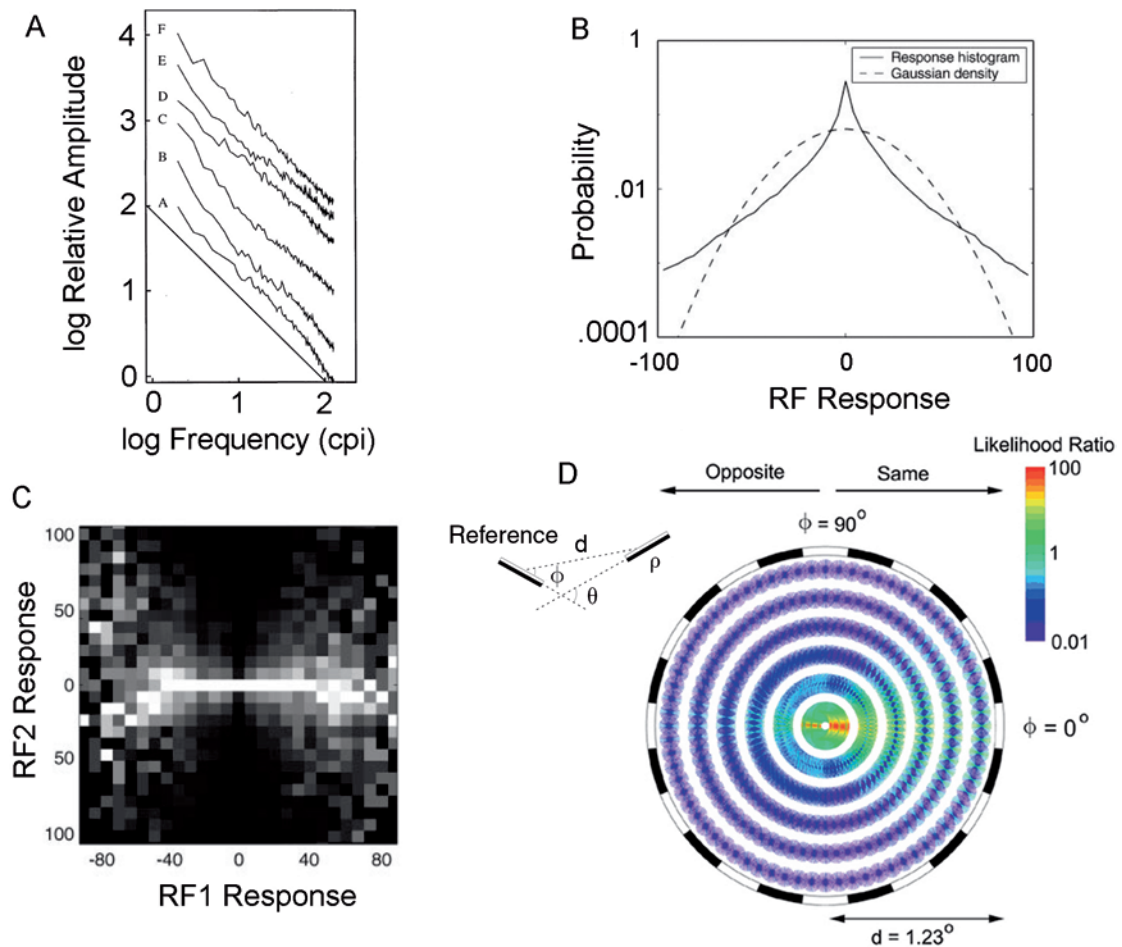 A
log Relative Amplitude
4
3
2
1
0
F
E
D
C
B
A
0 1 2
log Frequency (cpi)
B
Probability
1
.01
.0001
Response histogram
Gaussian density
-100 0 100
RF Response
C
RF2 Response
100
50
0
50
100
-80 -40 0 40 80
RF1 Response
D
Opposite Same
Likelihood Ratio
100
1
0.01
Reference
d
ϕ
ρ
θ
ϕ = 90°
ϕ = 0°
d = 1.23°